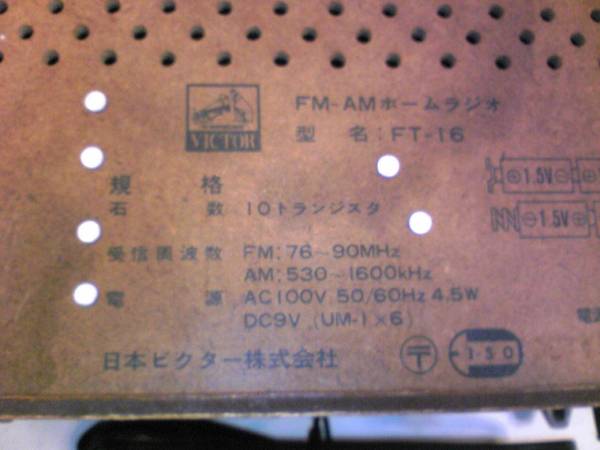 FM-AMホームラジオ
VICTOR
型 名:FT-16
規 格
石 数 10トランジスタ
受信周波数 FM:76~90MHz
AM:530~1600kHz
電 源 AC100V 50/60Hz 4.5W
DC9V (UM-1×6)
日本ビクター株式会社
〒
⊕1.5V⊖
⊖1.5V